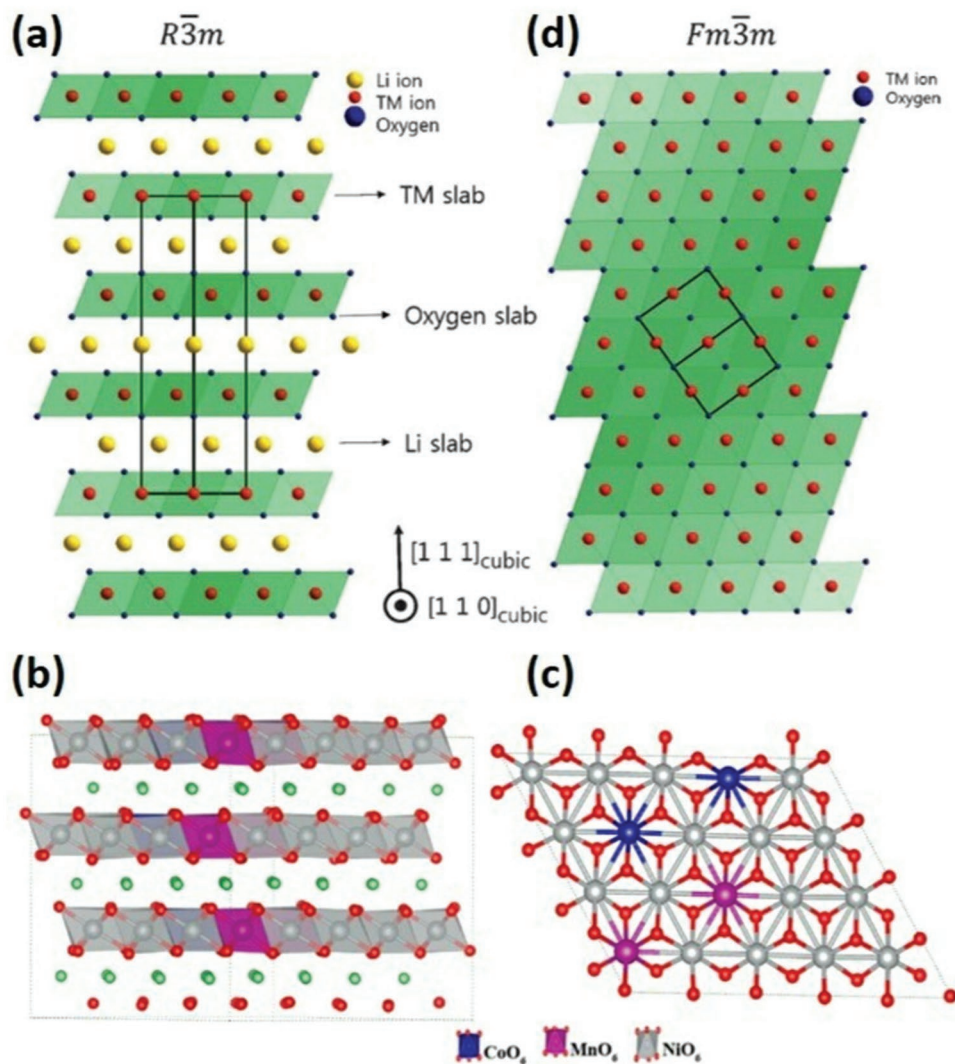 (a)
R3̅m
Li ion
TM ion
Oxygen
TM slab
Oxygen slab
Li slab
[1 1 1]cubic
[1 1 0]cubic
(d)
Fm3̅m
TM ion
Oxygen
(b)
(c)
CoO₆
MnO₆
NiO₆